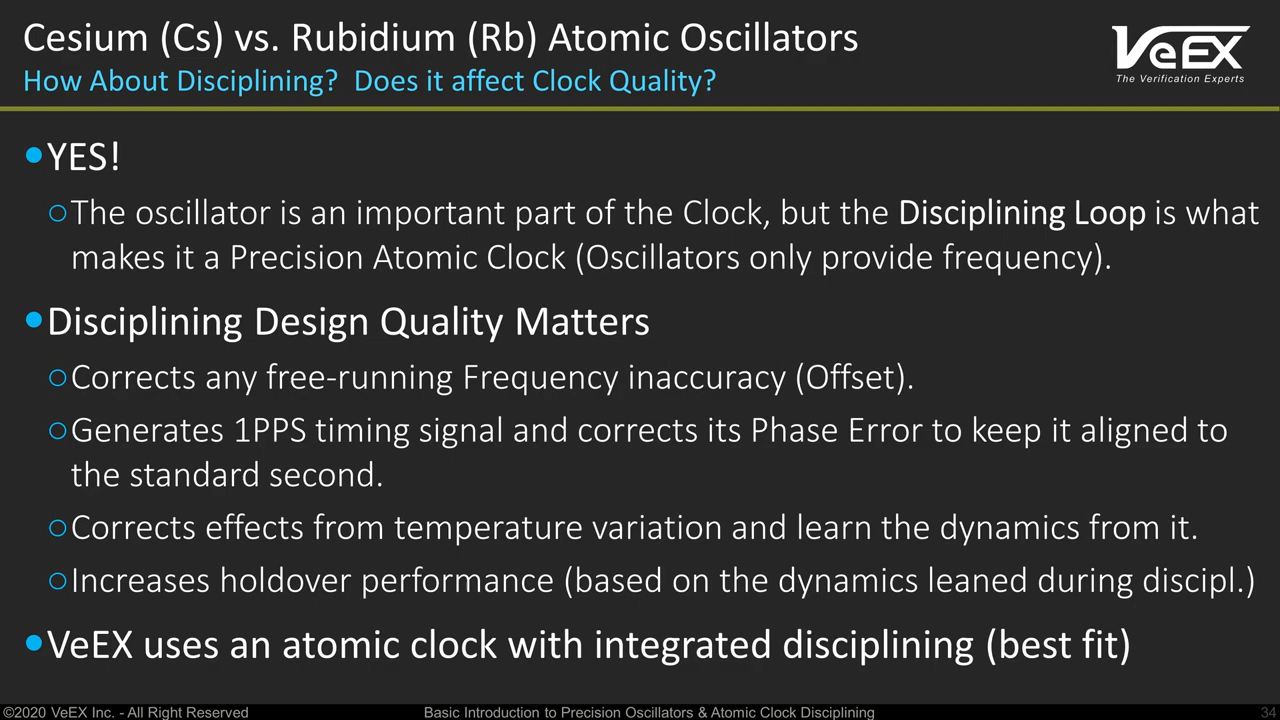 Cesium (Cs) vs. Rubidium (Rb) Atomic Oscillators
How About Disciplining? Does it affect Clock Quality?
VeEX
The Verification Experts
YES!
The oscillator is an important part of the Clock, but the Disciplining Loop is what
makes it a Precision Atomic Clock (Oscillators only provide frequency).
Disciplining Design Quality Matters
Corrects any free-running Frequency inaccuracy (Offset).
Generates 1PPS timing signal and corrects its Phase Error to keep it aligned to
the standard second.
Corrects effects from temperature variation and learn the dynamics from it.
Increases holdover performance (based on the dynamics leaned during discipl.)
VeEX uses an atomic clock with integrated disciplining (best fit)
©2020 VeEX Inc. - All Right Reserved
Basic Introduction to Precision Oscillators & Atomic Clock Disciplining
34